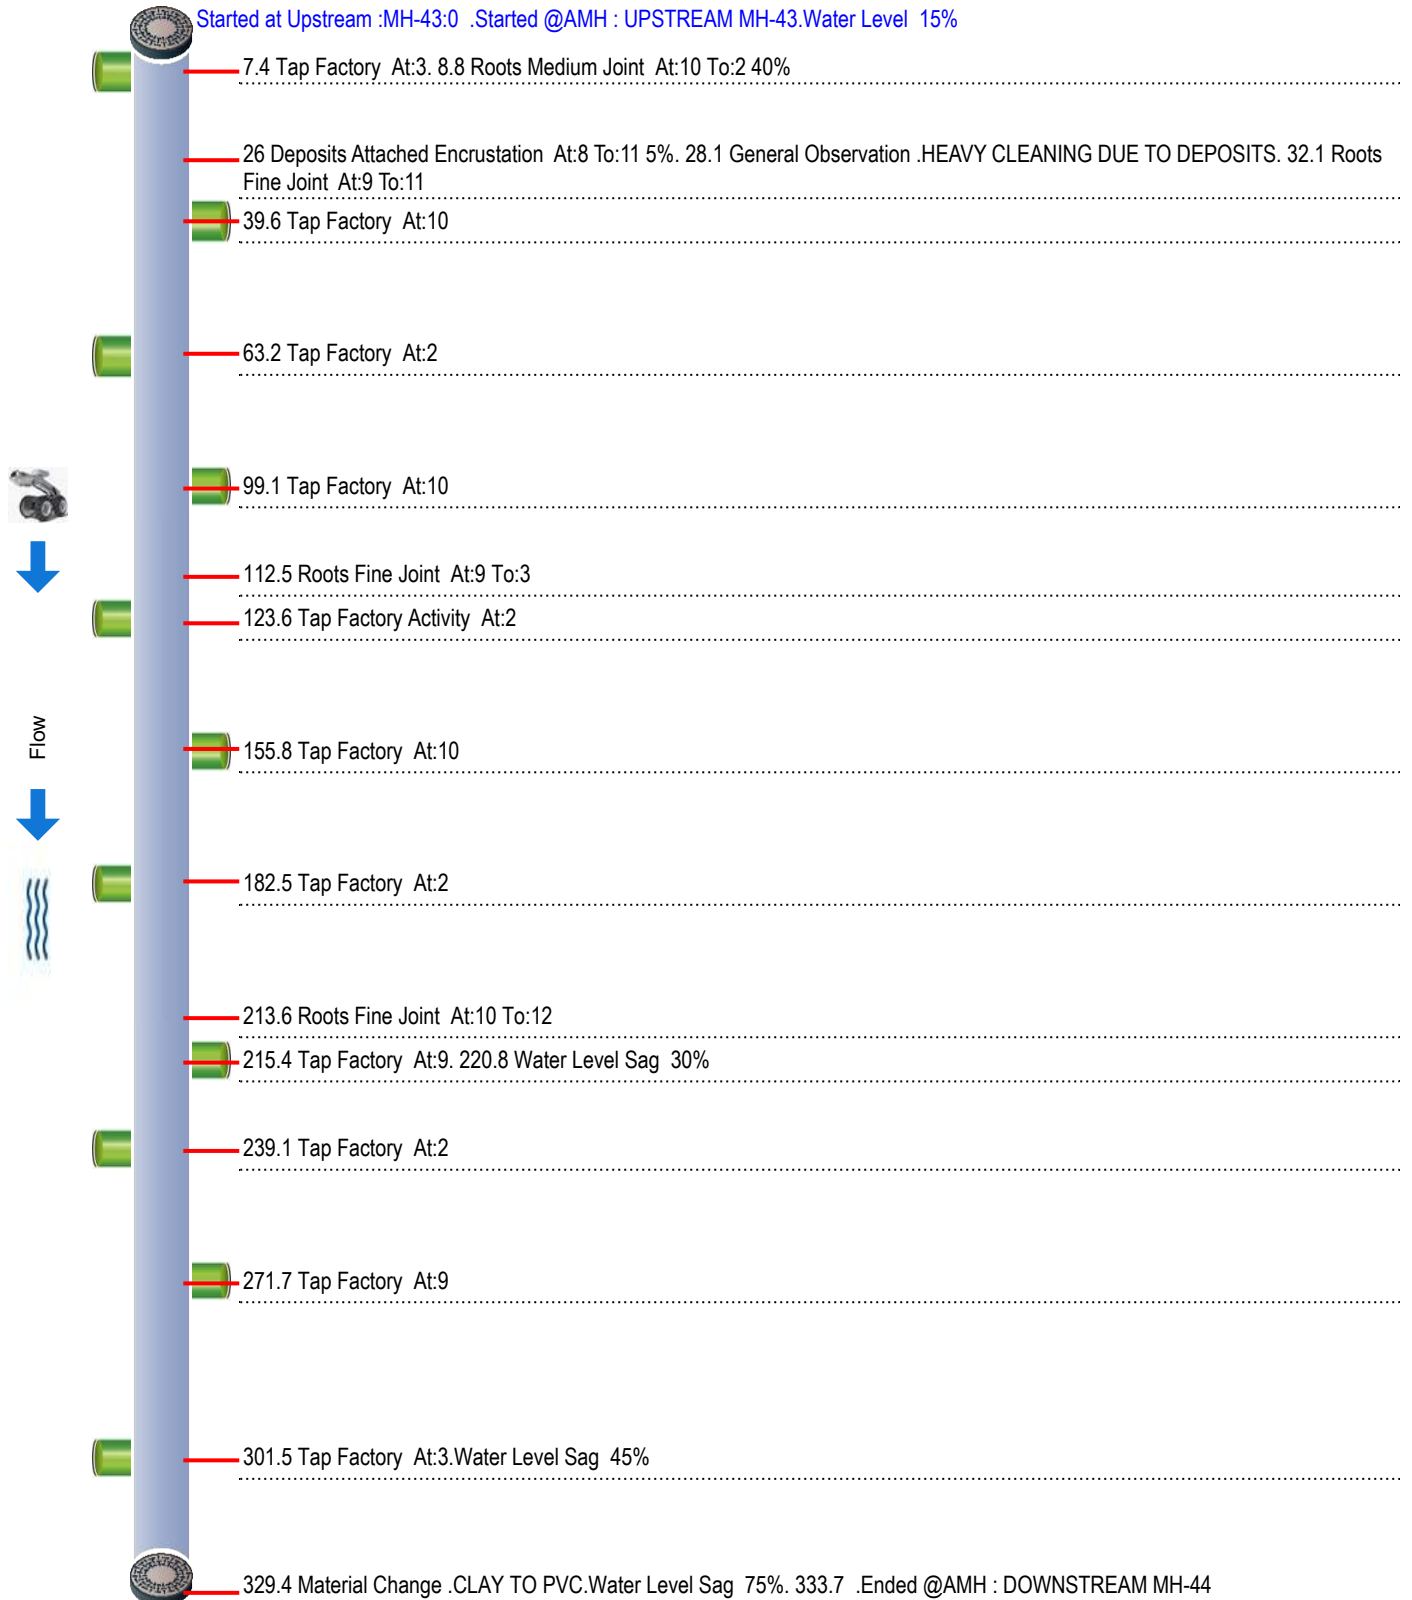 Started at Upstream :MH-43:0 .Started @AMH : UPSTREAM MH-43.Water Level 15%
7.4 Tap Factory At:3. 8.8 Roots Medium Joint At:10 To:2 40%
26 Deposits Attached Encrustation At:8 To:11 5%. 28.1 General Observation .HEAVY CLEANING DUE TO DEPOSITS. 32.1 Roots
Fine Joint At:9 To:11
39.6 Tap Factory At:10
63.2 Tap Factory At:2
99.1 Tap Factory At:10
112.5 Roots Fine Joint At:9 To:3
123.6 Tap Factory Activity At:2
Flow
155.8 Tap Factory At:10
182.5 Tap Factory At:2
213.6 Roots Fine Joint At:10 To:12
215.4 Tap Factory At:9. 220.8 Water Level Sag 30%
239.1 Tap Factory At:2
271.7 Tap Factory At:9
301.5 Tap Factory At:3.Water Level Sag 45%
329.4 Material Change .CLAY TO PVC.Water Level Sag 75%. 333.7 .Ended @AMH : DOWNSTREAM MH-44